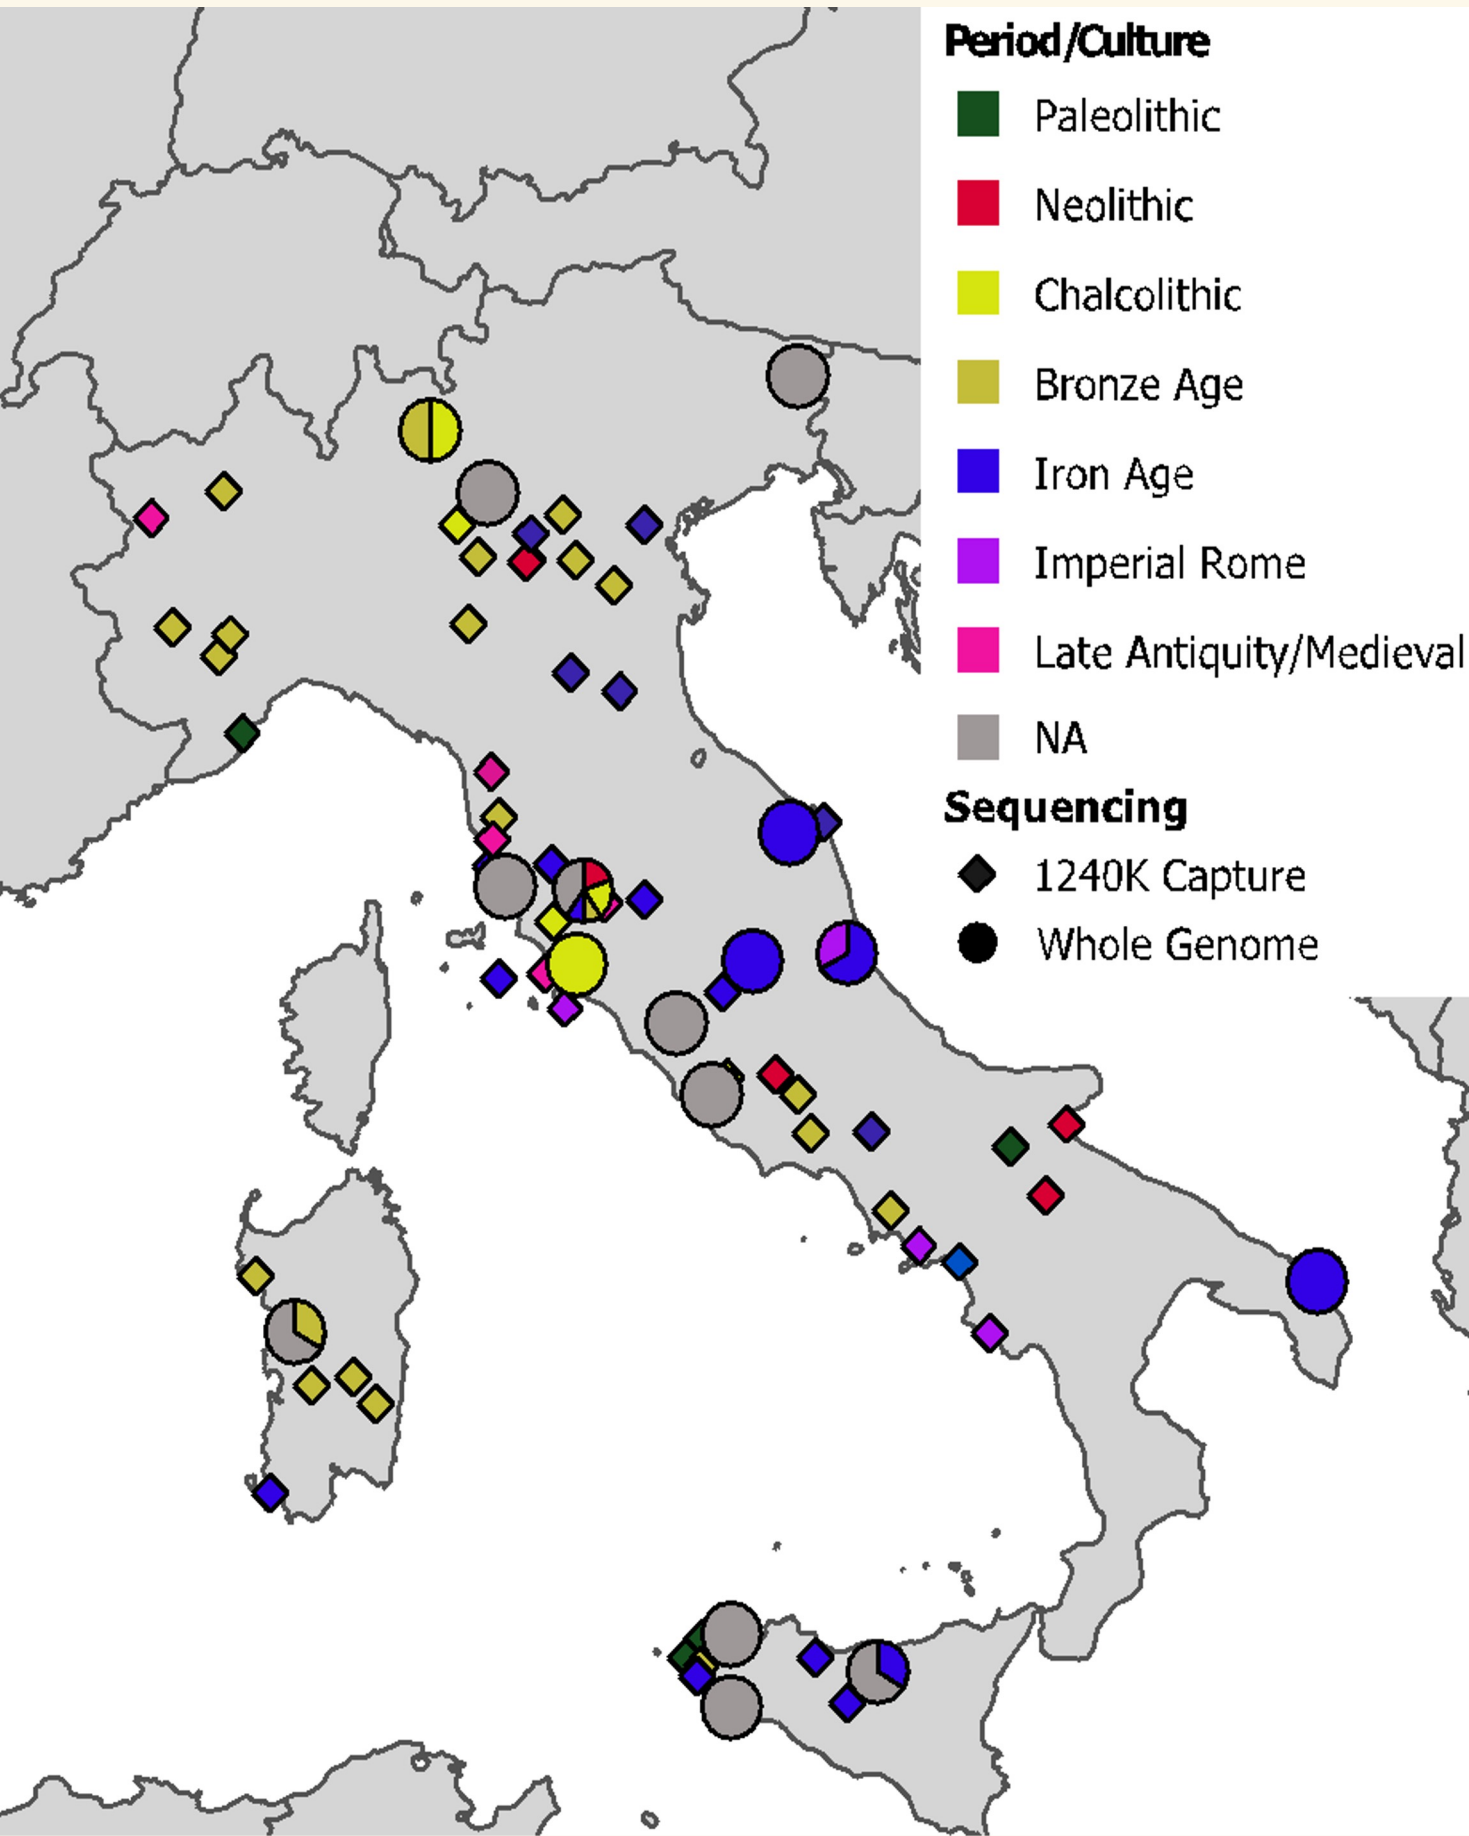 Period/Culture
Paleolithic
Neolithic
Chalcolithic
Bronze Age
Iron Age
Imperial Rome
Late Antiquity/Medieval
NA
Sequencing
1240K Capture
Whole Genome